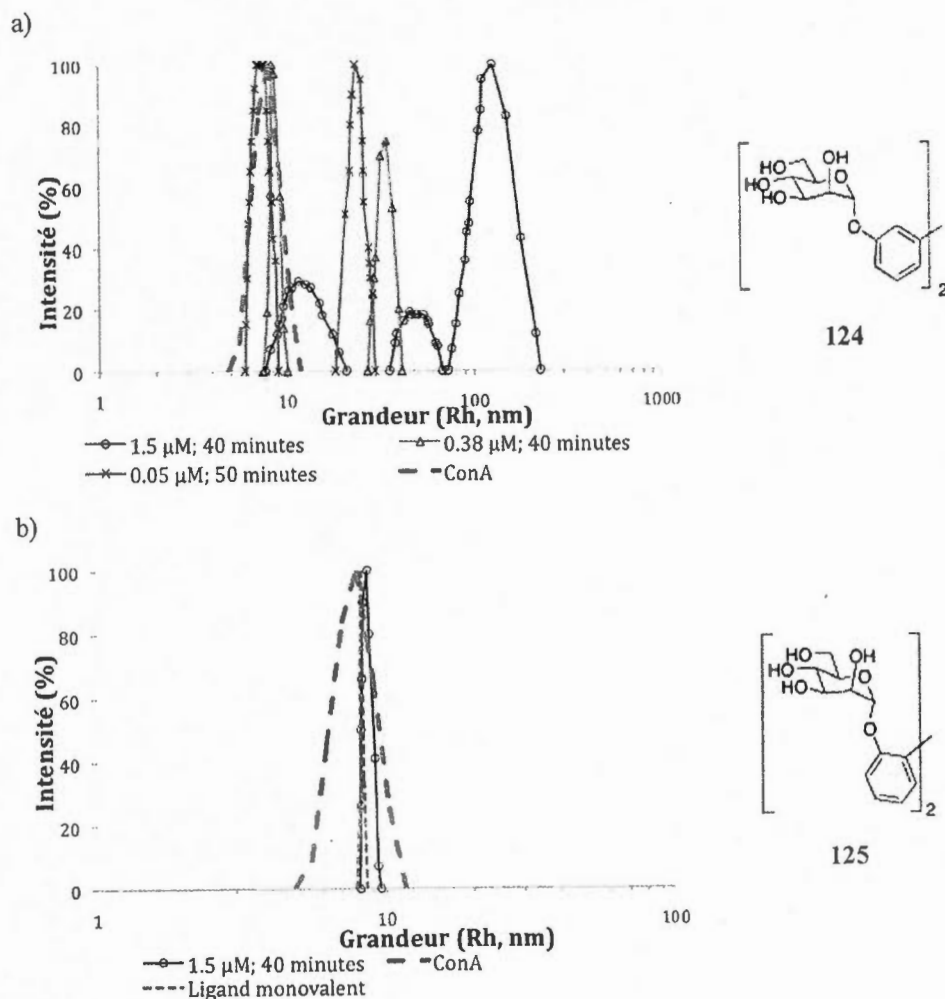 a)
100
80
60
40
20
0
Intensité (%)
1
10
100
1000
Grandeur (Rh, nm)
1.5 µM; 40 minutes
0.38 µM; 40 minutes
0.05 µM; 50 minutes
ConA
HO
OH
HO
HO
O
O
2
124
b)
100
80
60
40
20
0
Intensité (%)
1
10
100
Grandeur (Rh, nm)
1.5 µM; 40 minutes
ConA
Ligand monovalent
HO
OH
HO
HO
O
O
2
125